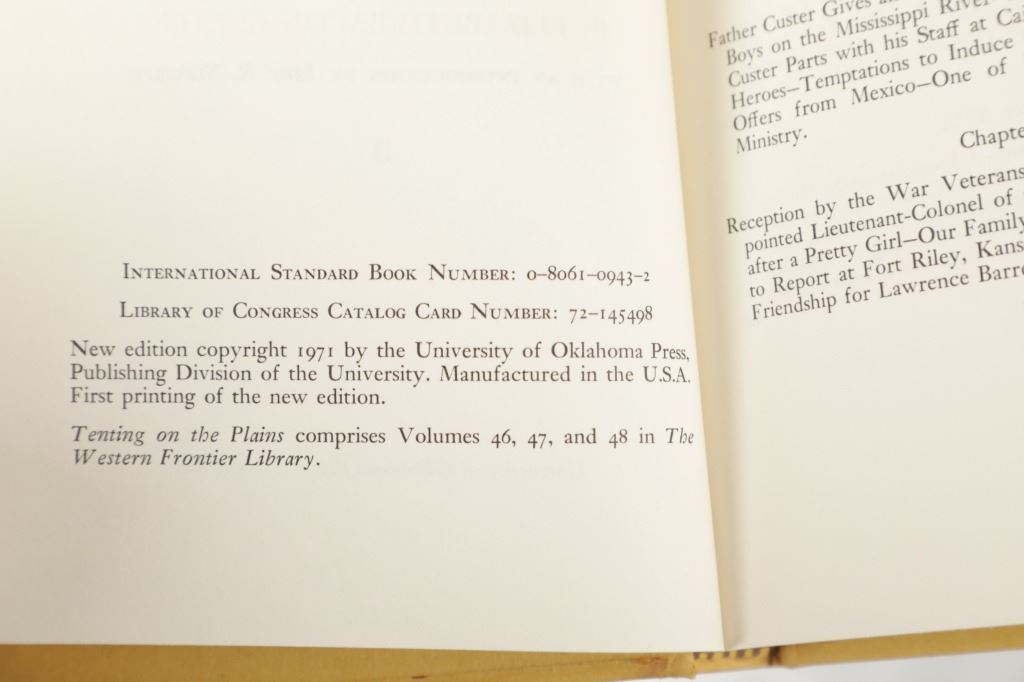 INTERNATIONAL STANDARD BOOK NUMBER: 0–8061–0943–2
LIBRARY OF CONGRESS CATALOG CARD NUMBER: 72–145498
New edition copyright 1971 by the University of Oklahoma Press,
Publishing Division of the University. Manufactured in the U.S.A.
First printing of the new edition.
Tenting on the Plains comprises Volumes 46, 47, and 48 in The
Western Frontier Library.
Father Custer Gives
Boys on the Mississippi River
Custer Parts with his Staff at
Heroes—Temptations to Induce
Offers from Mexico—One of
Ministry.
Chapte
Reception by the War Veterans
pointed Lieutenant-Colonel of
after a Pretty Girl—Our Family
to Report at Fort Riley, Kans
Friendship for Lawrence Barre